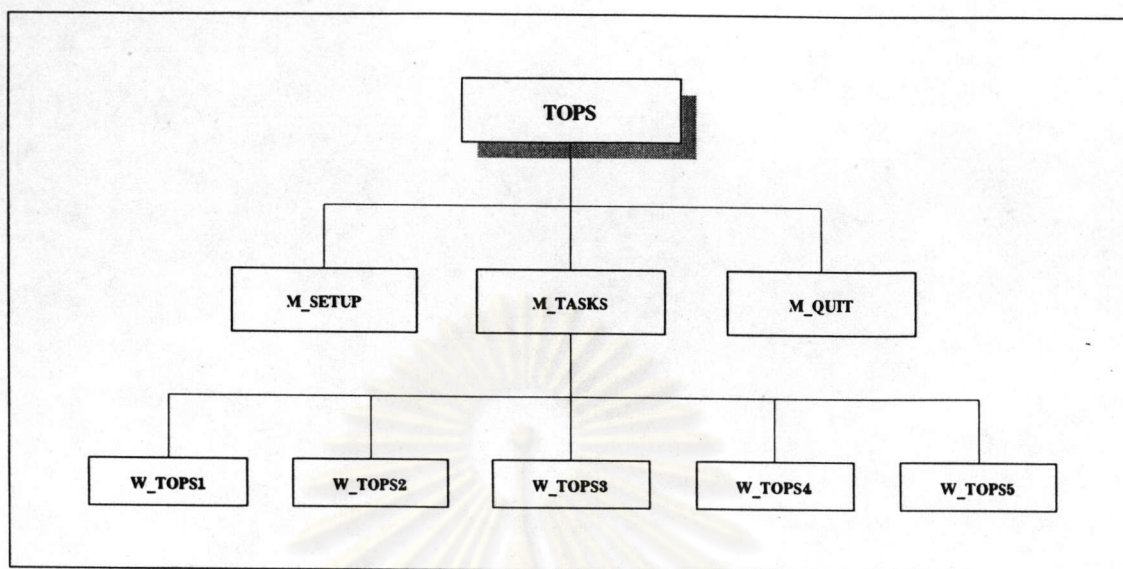 TOPS
M_SETUP
M_TASKS
M_QUIT
W_TOPS1
W_TOPS2
W_TOPS3
W_TOPS4
W_TOPS5